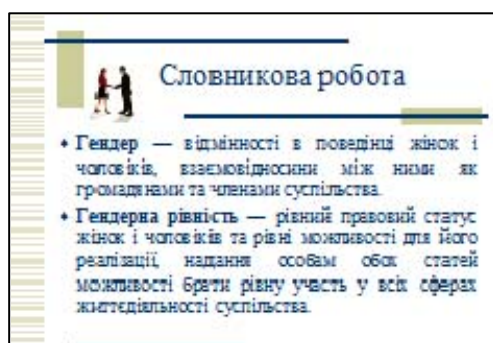 Словникова робота
Гендер — відмінності в поведінці жінок і
чоловіків, взаємовідносини між ними як
громадянами та членами суспільства.
Гендерна рівність — рівний правовий статус
жінок і чоловіків та рівні можливості для його
реалізації, надання особам обох статей
можливості брати рівну участь у всіх сферах
життєдіяльності суспільства.